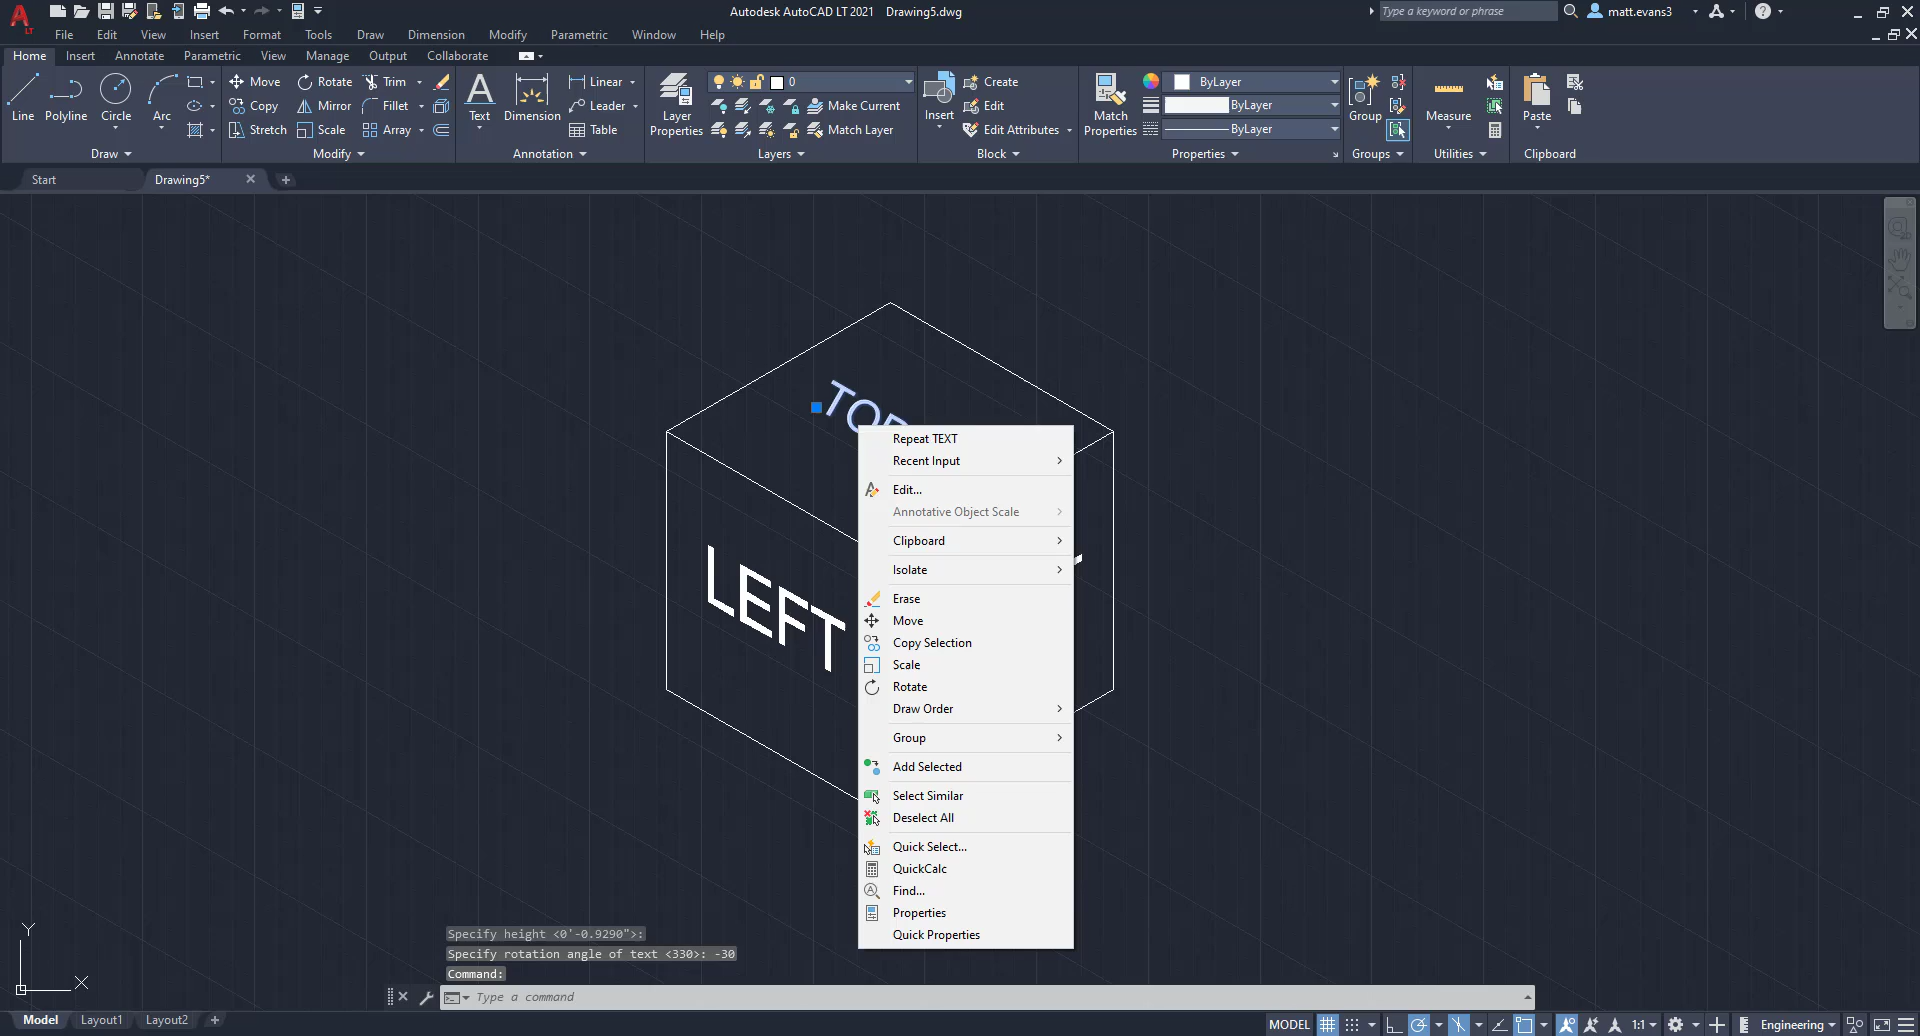 Autodesk AutoCAD LT 2021 Drawing5.dwg
Type a keyword or phrase
matt.evans3
LT
File Edit View Insert Format Tools Draw Dimension Modify Parametric Window Help
Home Insert Annotate Parametric View Manage Output Collaborate
Line
Polyline
Circle
Arc
Draw
Move Rotate Trim
Copy Mirror Fillet
Stretch Scale Array
Modify
Text
Dimension
Linear
Leader
Table
Annotation
Layer
Properties
0
Make Current
Match Layer
Layers
Insert
Create
Edit
Edit Attributes
Block
Match
Properties
ByLayer
ByLayer
ByLayer
Properties
Group
Groups
Measure
Utilities
Paste
Clipboard
Start Drawing5*
TOP
LEFT
Repeat TEXT
Recent Input
Edit...
Annotative Object Scale
Clipboard
Isolate
Erase
Move
Copy Selection
Scale
Rotate
Draw Order
Group
Add Selected
Select Similar
Deselect All
Quick Select...
QuickCalc
Find...
Properties
Quick Properties
Y
X
Specify height <0'-0.9290">:
Specify rotation angle of text <330>: -30
Command:
Type a command
Model Layout1 Layout2 +
MODEL 1:1 Engineering